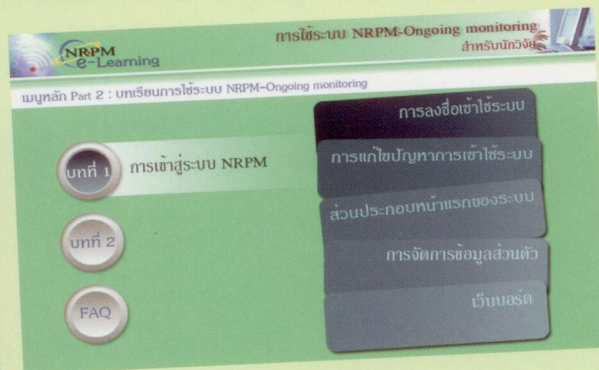 NRPM
e-Learning
การใช้ระบบ NRPM-Ongoing monitoring
สำหรับนักวิจัย
เมนูหลัก Part 2 : บทเรียนการใช้ระบบ NRPM-Ongoing monitoring
บทที่ 1
การเข้าสู่ระบบ NRPM
บทที่ 2
FAQ
การลงชื่อเข้าใช้ระบบ
การแก้ไขปัญหาการเข้าใช้ระบบ
ส่วนประกอบหน้าแรกของระบบ
การจัดการข้อมูลส่วนตัว
เว็บบอร์ด